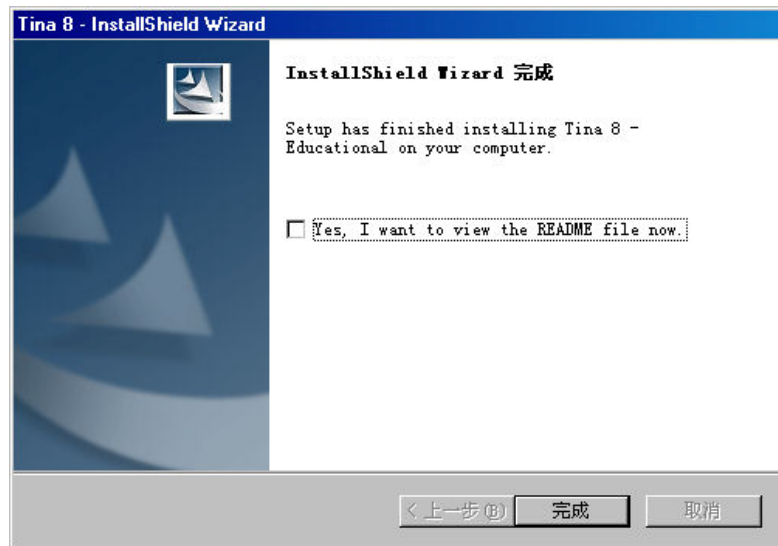 Tina 8 - InstallShield Wizard
InstallShield Wizard 完成
Setup has finished installing Tina 8 -
Educational on your computer.
Yes, I want to view the README file now.
< 上一步(B) 完成 取消